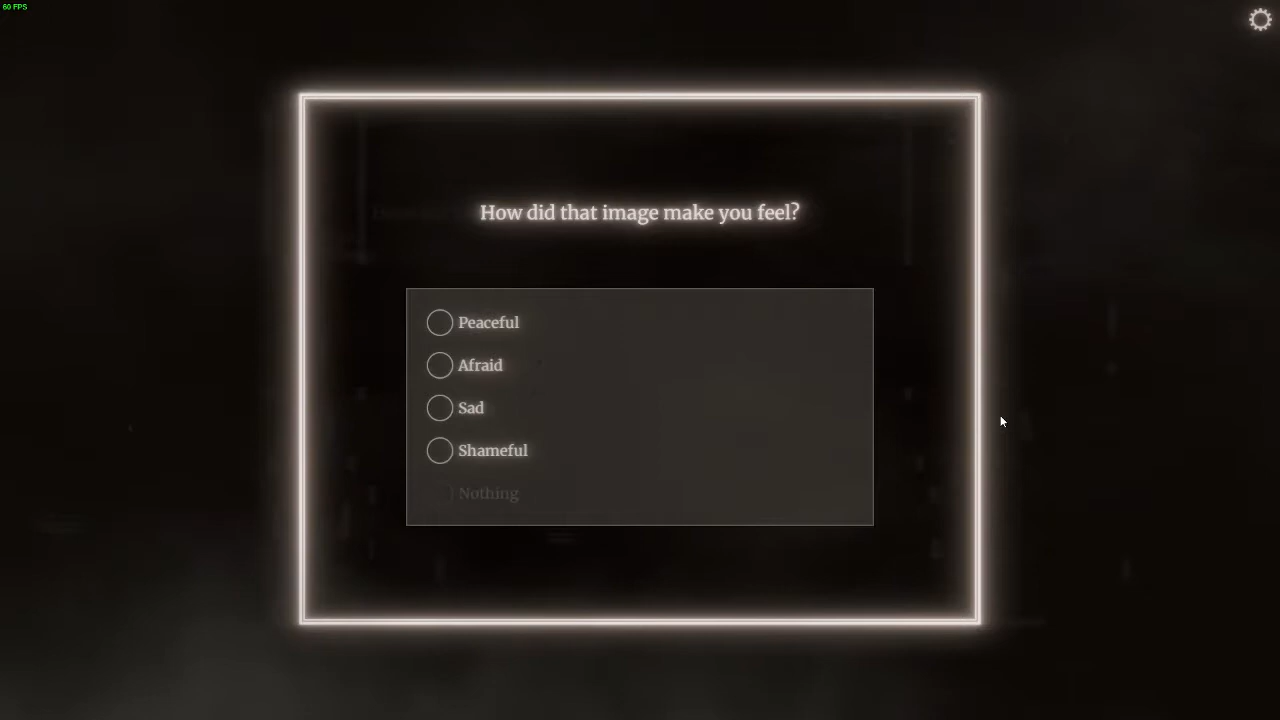 60 FPS
How did that image make you feel?
Peaceful
Afraid
Sad
Shameful
Nothing